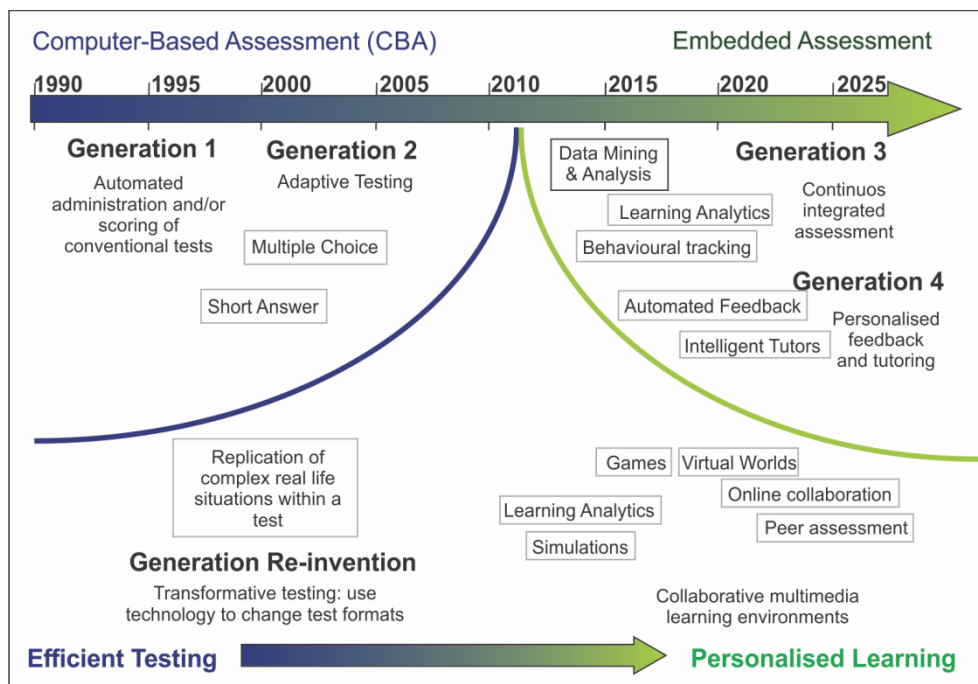 Computer-Based Assessment (CBA)
Embedded Assessment
1990 1995 2000 2005 2010 2015 2020 2025
Generation 1
Automated
administration and/or
scoring of
conventional tests
Generation 2
Adaptive Testing
Multiple Choice
Short Answer
Data Mining
& Analysis
Learning Analytics
Behavioural tracking
Generation 3
Continuos
integrated
assessment
Automated Feedback
Intelligent Tutors
Generation 4
Personalised
feedback
and tutoring
Replication of
complex real life
situations within a
test
Generation Re-invention
Transformative testing: use
technology to change test formats
Games
Virtual Worlds
Online collaboration
Learning Analytics
Peer assessment
Simulations
Collaborative multimedia
learning environments
Efficient Testing
Personalised Learning